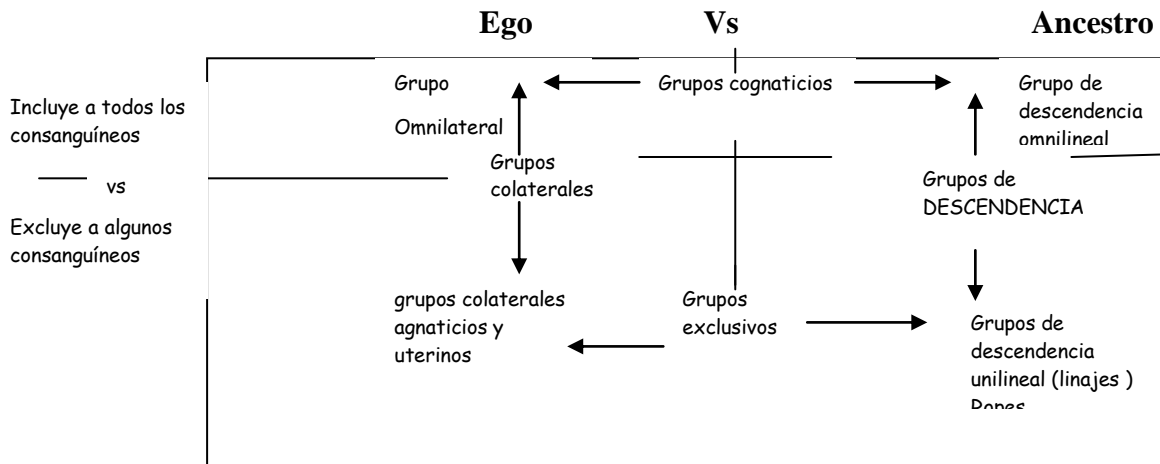 Ego Vs Ancestro
Grupo
Omnilateral
Grupos cognaticios
Grupo de
descendencia
omnilineal
Incluye a todos los
consanguíneos
vs
Excluye a algunos
consanguíneos
Grupos
colaterales
Grupos de
DESCENDENCIA
grupos colaterales
agnaticios y
uterinos
Grupos
exclusivos
Grupos de
descendencia
unilineal (linajes )